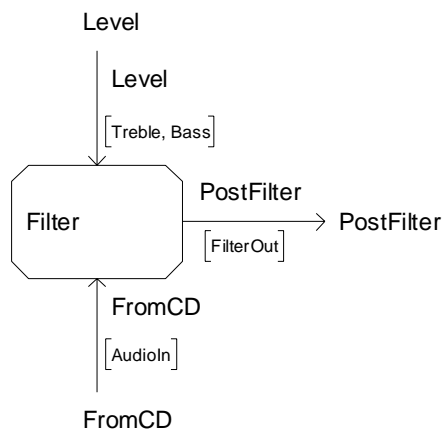 Level
Level
[Treble, Bass]
PostFilter
Filter
PostFilter
[FilterOut]
FromCD
[AudioIn]
FromCD